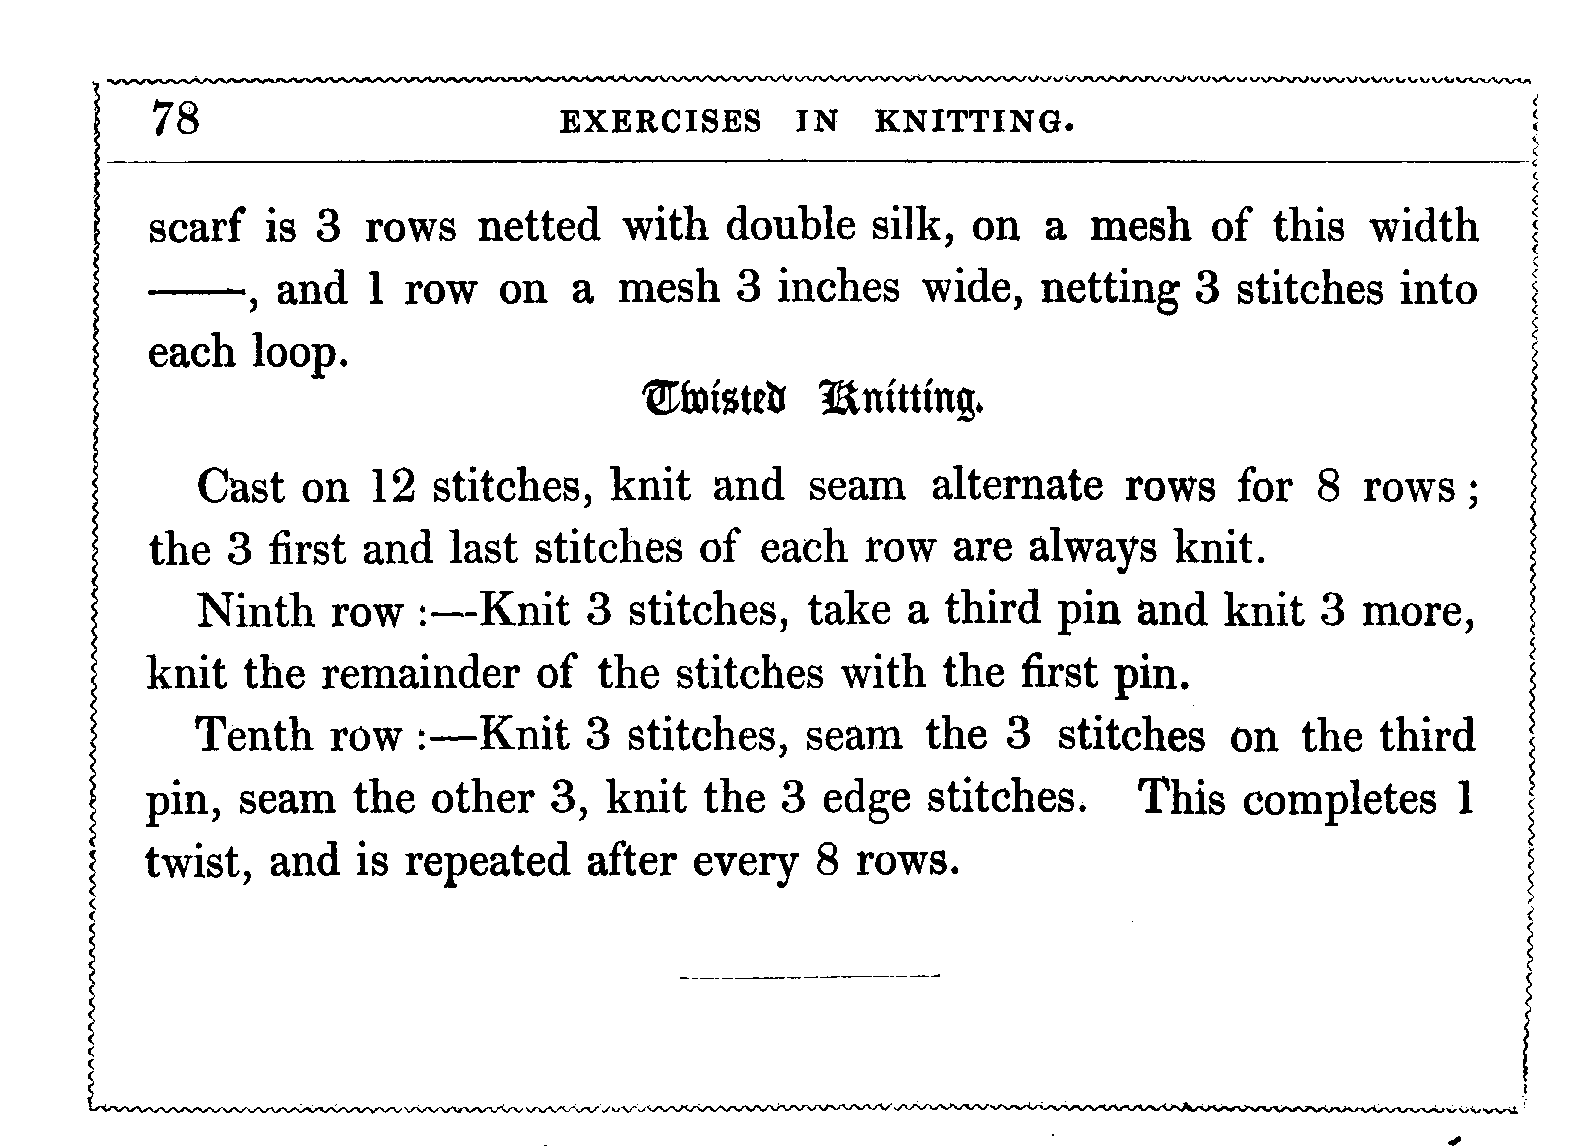 78 EXERCISES IN KNITTING.
scarf is 3 rows netted with double silk, on a mesh of this width
——, and 1 row on a mesh 3 inches wide, netting 3 stitches into
each loop.
Twisted Knitting.
Cast on 12 stitches, knit and seam alternate rows for 8 rows ;
the 3 first and last stitches of each row are always knit.
Ninth row :—Knit 3 stitches, take a third pin and knit 3 more,
knit the remainder of the stitches with the first pin.
Tenth row :—Knit 3 stitches, seam the 3 stitches on the third
pin, seam the other 3, knit the 3 edge stitches. This completes 1
twist, and is repeated after every 8 rows.